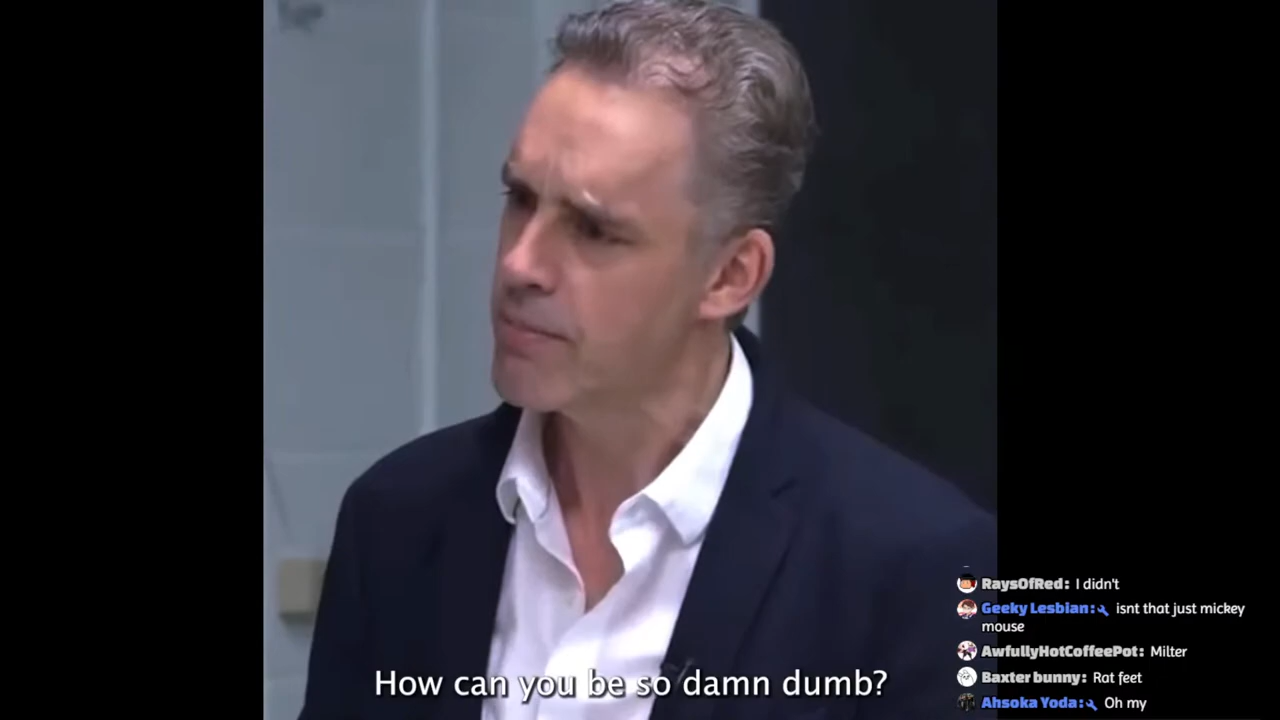 RaysOfRed: I didn't
Geeky Lesbian: isnt that just mickey
mouse
AwfullyHotCoffeePot: Milter
Baxter bunny: Rat feet
How can you be so damn dumb?
Ahsoka Yoda: Oh my